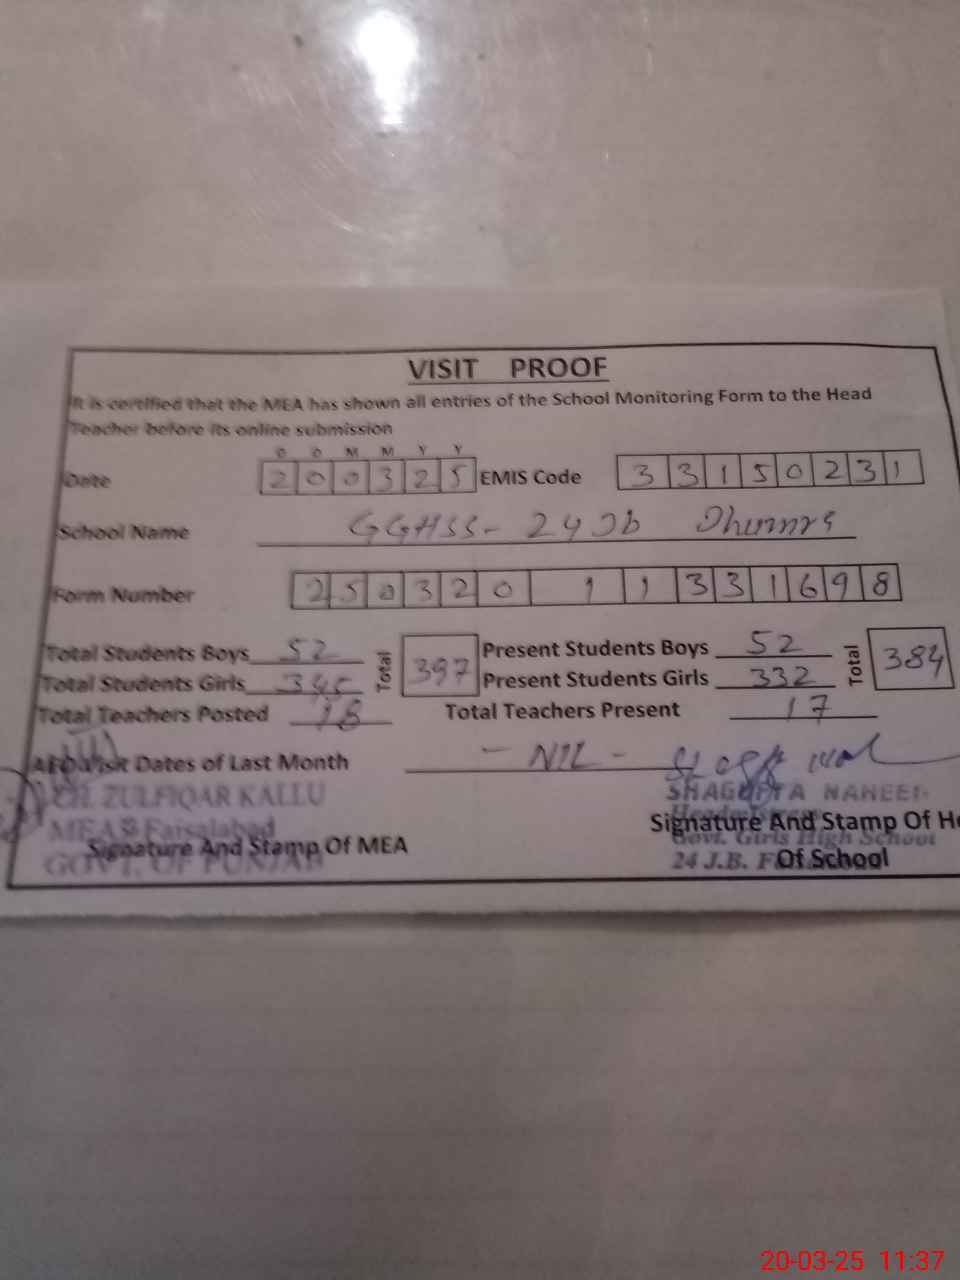 VISIT PROOF
It is certified that the MEA has shown all entries of the School Monitoring Form to the Head
Teacher before its online submission
D D M M Y Y
Date 2 0 0 3 2 5 EMIS Code 3 3 1 5 0 2 3 1
School Name GGHSS- 24 Jb
Form Number 2 5 0 3 2 0 1 1 3 3 1 6 9 8
Total Students Boys 52 Total 397 Present Students Boys 52 Total 384
Total Students Girls 345 Present Students Girls 332
Total Teachers Posted 18 Total Teachers Present 17
Visit Dates of Last Month - NIL -
CH. ZULFIQAR KALLU
MEA Faisalabad
GOVT. OF PUNJAB
Signature And Stamp Of MEA
SHAGUFTA
Signature And Stamp Of He
Govt. Girls High School
24 J.B.
Of School
20-03-25 11:37